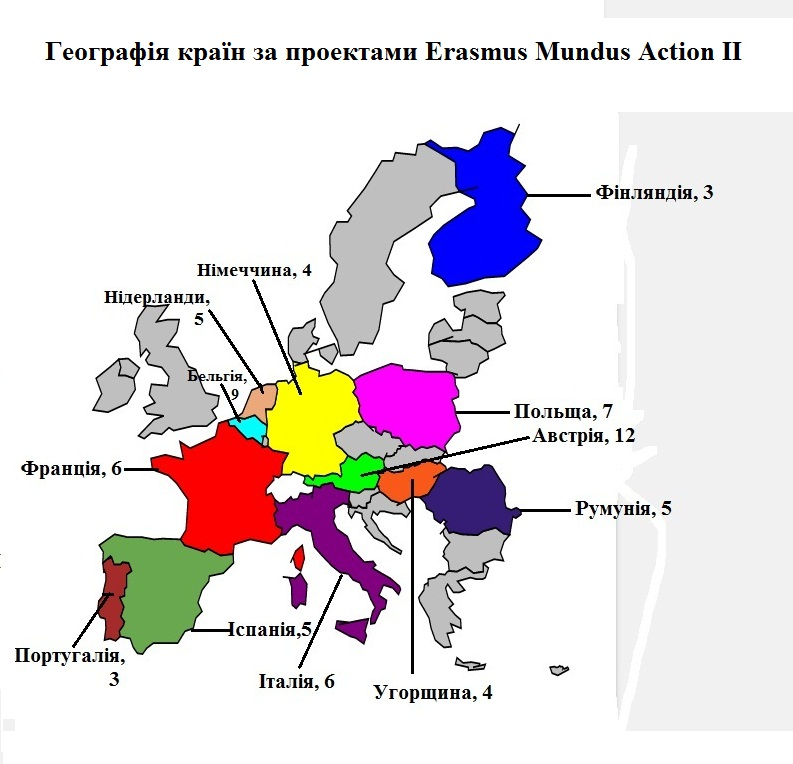 Географія країн за проектами Erasmus Mundus Action II
Фінляндія, 3
Німеччина, 4
Нідерланди,
5
Бельгія,
9
Польща, 7
Австрія, 12
Франція, 6
Румунія, 5
Іспанія,5
Португалія,
3
Італія, 6
Угорщина, 4